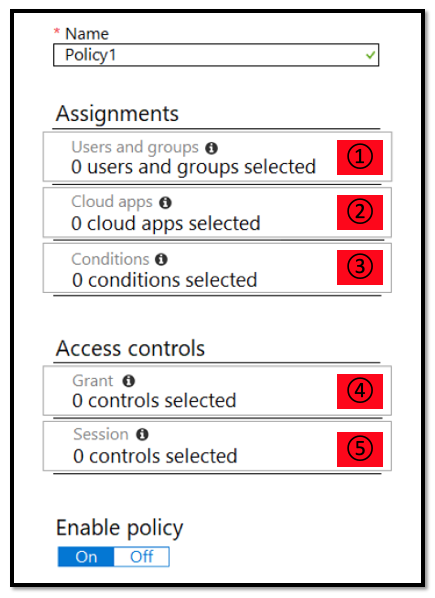 * Name
Policy1
Assignments
Users and groups
0 users and groups selected ①
Cloud apps
0 cloud apps selected ②
Conditions
0 conditions selected ③
Access controls
Grant
0 controls selected ④
Session
0 controls selected ⑤
Enable policy
On Off